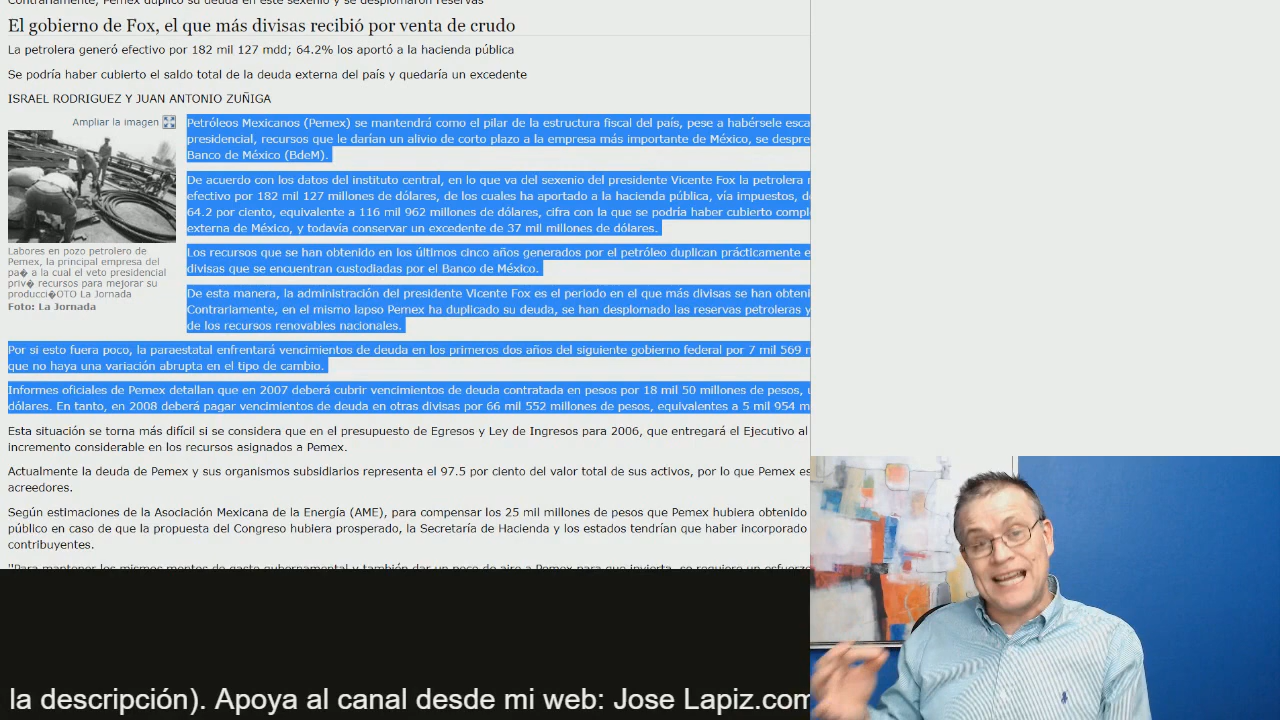 Contrariamente, Pemex duplicó su deuda en este sexenio y se desplomaron reservas
El gobierno de Fox, el que más divisas recibió por venta de crudo
La petrolera generó efectivo por 182 mil 127 mdd; 64.2% los aportó a la hacienda pública
Se podría haber cubierto el saldo total de la deuda externa del país y quedaría un excedente
ISRAEL RODRIGUEZ Y JUAN ANTONIO ZUÑIGA
Ampliar la imagen
Labores en pozo petrolero de
Pemex, la principal empresa del
pa� a la cual el veto presidencial
priv� recursos para mejorar su
producci�OTO La Jornada
Foto: La Jornada
Petróleos Mexicanos (Pemex) se mantendrá como el pilar de la estructura fiscal del país, pese a habérsele esca
presidencial, recursos que le darían un alivio de corto plazo a la empresa más importante de México, se despre
Banco de México (BdeM).
De acuerdo con los datos del instituto central, en lo que va del sexenio del presidente Vicente Fox la petrolera
efectivo por 182 mil 127 millones de dólares, de los cuales ha aportado a la hacienda pública, vía impuestos, d
64.2 por ciento, equivalente a 116 mil 962 millones de dólares, cifra con la que se podría haber cubierto compl
externa de México, y todavía conservar un excedente de 37 mil millones de dólares.
Los recursos que se han obtenido en los últimos cinco años generados por el petróleo duplican prácticamente e
divisas que se encuentran custodiadas por el Banco de México.
De esta manera, la administración del presidente Vicente Fox es el periodo en el que más divisas se han obteni
Contrariamente, en el mismo lapso Pemex ha duplicado su deuda, se han desplomado las reservas petroleras y
de los recursos renovables nacionales.
Por si esto fuera poco, la paraestatal enfrentará vencimientos de deuda en los primeros dos años del siguiente gobierno federal por 7 mil 569
que no haya una variación abrupta en el tipo de cambio.
Informes oficiales de Pemex detallan que en 2007 deberá cubrir vencimientos de deuda contratada en pesos por 18 mil 50 millones de pesos,
dólares. En tanto, en 2008 deberá pagar vencimientos de deuda en otras divisas por 66 mil 552 millones de pesos, equivalentes a 5 mil 954 m
Esta situación se torna más difícil si se considera que en el presupuesto de Egresos y Ley de Ingresos para 2006, que entregará el Ejecutivo al
incremento considerable en los recursos asignados a Pemex.
Actualmente la deuda de Pemex y sus organismos subsidiarios representa el 97.5 por ciento del valor total de sus activos, por lo que Pemex es
acreedores.
Según estimaciones de la Asociación Mexicana de la Energía (AME), para compensar los 25 mil millones de pesos que Pemex hubiera obtenido
público en caso de que la propuesta del Congreso hubiera prosperado, la Secretaría de Hacienda y los estados tendrían que haber incorporado
contribuyentes.
"Para mantener los mismos montos de gasto gubernamental y también dar un poco de aire a Pemex para que invierta, se requiere un esfuerzo
la descripción). Apoya al canal desde mi web: Jose Lapiz.com